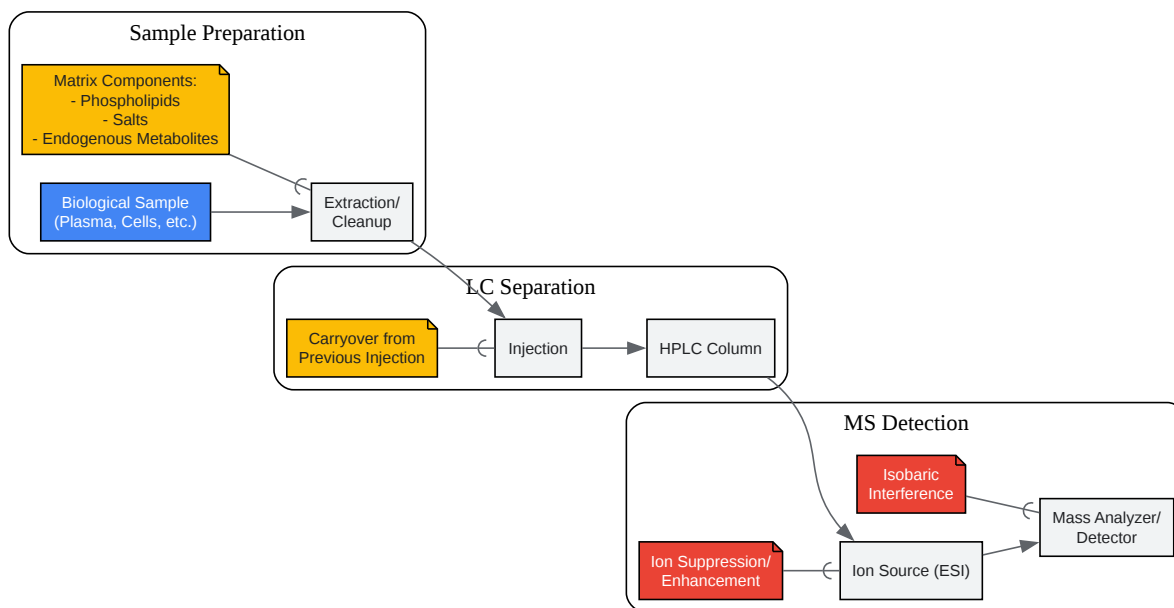 Sample Preparation
Matrix Components:
- Phospholipids
- Salts
- Endogenous Metabolites
Biological Sample
(Plasma, Cells, etc.)
Extraction/
Cleanup
LC Separation
Carryover from
Previous Injection
Injection
HPLC Column
MS Detection
Isobaric
Interference
Mass Analyzer/
Detector
Ion Suppression/
Enhancement
Ion Source (ESI)